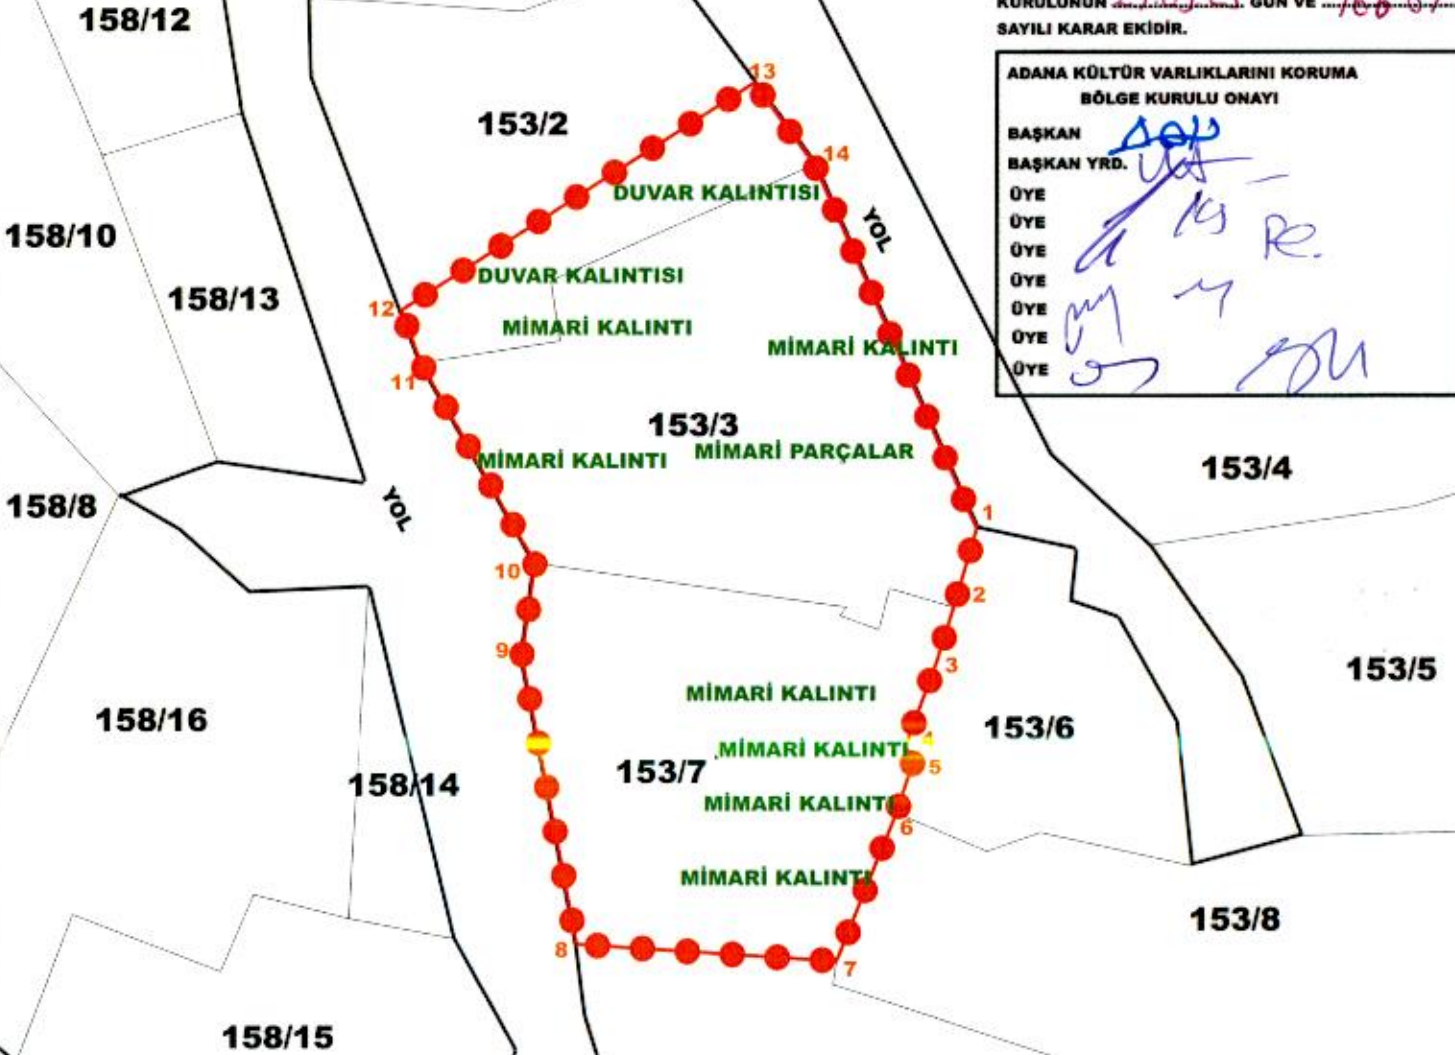 158/12
KURULUNUN ........................ GÜN VE ........................
SAYILI KARAR EKİDİR.
ADANA KÜLTÜR VARLIKLARINI KORUMA
BÖLGE KURULU ONAYI
BAŞKAN
BAŞKAN YRD.
ÜYE
ÜYE
ÜYE
ÜYE
ÜYE
ÜYE
ÜYE
13
153/2
14
DUVAR KALINTISI
YOL
158/10
DUVAR KALINTISI
158/13
12
MİMARİ KALINTI
MİMARİ KALINTI
11
153/3
MİMARİ PARÇALAR
MİMARİ KALINTI
153/4
158/8
YOL
1
10
2
9
3
153/5
MİMARİ KALINTI
158/16
153/6
4
MİMARİ KALINTI
5
153/7
158/14
MİMARİ KALINTI
6
MİMARİ KALINTI
153/8
8
7
158/15